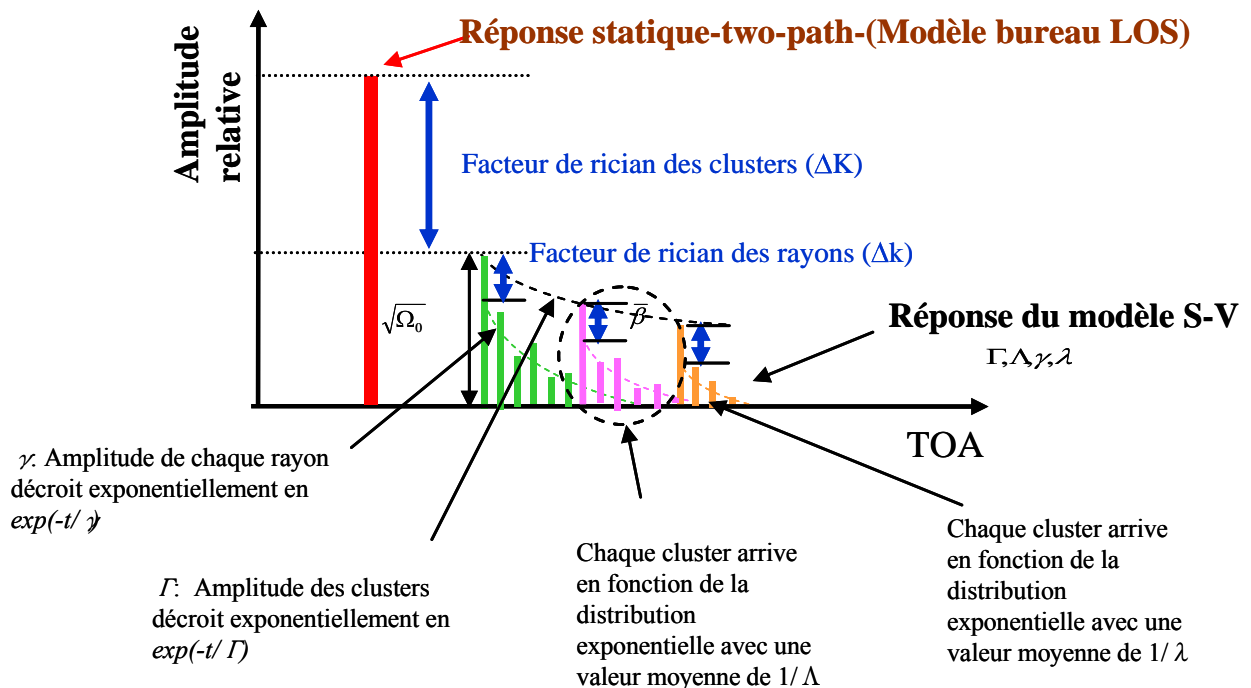 Réponse statique-two-path-(Modèle bureau LOS)
Amplitude
relative
Facteur de rician des clusters (ΔK)
Facteur de rician des rayons (Δk)
√Ω₀
β̅
Réponse du modèle S-V
Γ,Λ,γ,λ
TOA
γ: Amplitude de chaque rayon
décroit exponentiellement en
exp(-t/ γ)
Γ: Amplitude des clusters
décroit exponentiellement en
exp(-t/ Γ)
Chaque cluster arrive
en fonction de la
distribution
exponentielle avec une
valeur moyenne de 1/ Λ
Chaque cluster arrive
en fonction de la
distribution
exponentielle avec une
valeur moyenne de 1/ λ